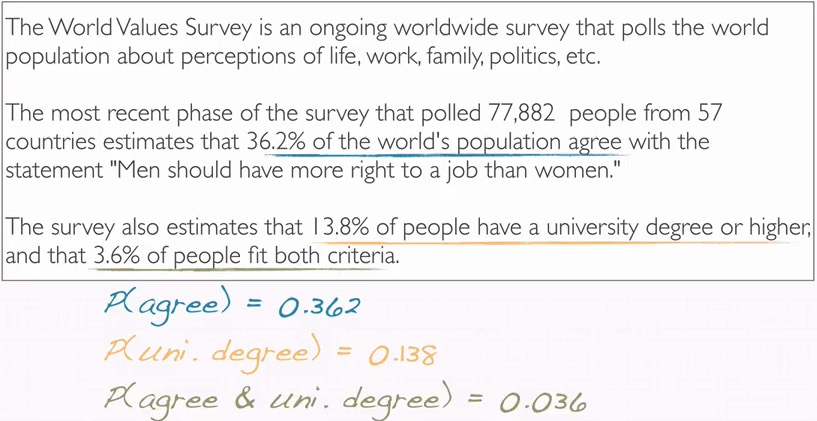 The World Values Survey is an ongoing worldwide survey that polls the world
population about perceptions of life, work, family, politics, etc.
The most recent phase of the survey that polled 77,882 people from 57
countries estimates that 36.2% of the world's population agree with the
statement "Men should have more right to a job than women."
The survey also estimates that 13.8% of people have a university degree or higher,
and that 3.6% of people fit both criteria.
P(agree) = 0.362
P(uni. degree) = 0.138
P(agree & uni. degree) = 0.036